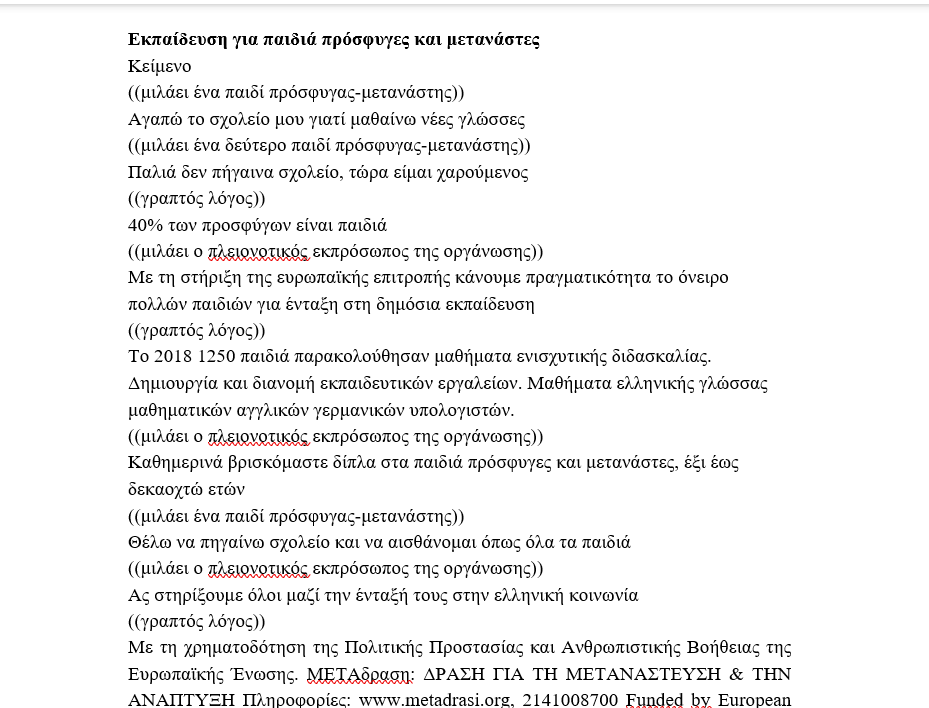 Εκπαίδευση για παιδιά πρόσφυγες και μετανάστες
Κείμενο
((μιλάει ένα παιδί πρόσφυγας-μετανάστης))
Αγαπώ το σχολείο μου γιατί μαθαίνω νέες γλώσσες
((μιλάει ένα δεύτερο παιδί πρόσφυγας-μετανάστης))
Παλιά δεν πήγαινα σχολείο, τώρα είμαι χαρούμενος
((γραπτός λόγος))
40% των προσφύγων είναι παιδιά
((μιλάει ο πλειονοτικός εκπρόσωπος της οργάνωσης))
Με τη στήριξη της ευρωπαϊκής επιτροπής κάνουμε πραγματικότητα το όνειρο
πολλών παιδιών για ένταξη στη δημόσια εκπαίδευση
((γραπτός λόγος))
Το 2018 1250 παιδιά παρακολούθησαν μαθήματα ενισχυτικής διδασκαλίας.
Δημιουργία και διανομή εκπαιδευτικών εργαλείων. Μαθήματα ελληνικής γλώσσας
μαθηματικών αγγλικών γερμανικών υπολογιστών.
((μιλάει ο πλειονοτικός εκπρόσωπος της οργάνωσης))
Καθημερινά βρισκόμαστε δίπλα στα παιδιά πρόσφυγες και μετανάστες, έξι έως
δεκαοχτώ ετών
((μιλάει ένα παιδί πρόσφυγας-μετανάστης))
Θέλω να πηγαίνω σχολείο και να αισθάνομαι όπως όλα τα παιδιά
((μιλάει ο πλειονοτικός εκπρόσωπος της οργάνωσης))
Ας στηρίξουμε όλοι μαζί την ένταξή τους στην ελληνική κοινωνία
((γραπτός λόγος))
Με τη χρηματοδότηση της Πολιτικής Προστασίας και Ανθρωπιστικής Βοήθειας της
Ευρωπαϊκής Ένωσης. ΜΕΤΑδραση: ΔΡΑΣΗ ΓΙΑ ΤΗ ΜΕΤΑΝΑΣΤΕΥΣΗ & ΤΗΝ
ΑΝΑΠΤΥΞΗ Πληροφορίες: www.metadrasi.org, 2141008700 Funded by European